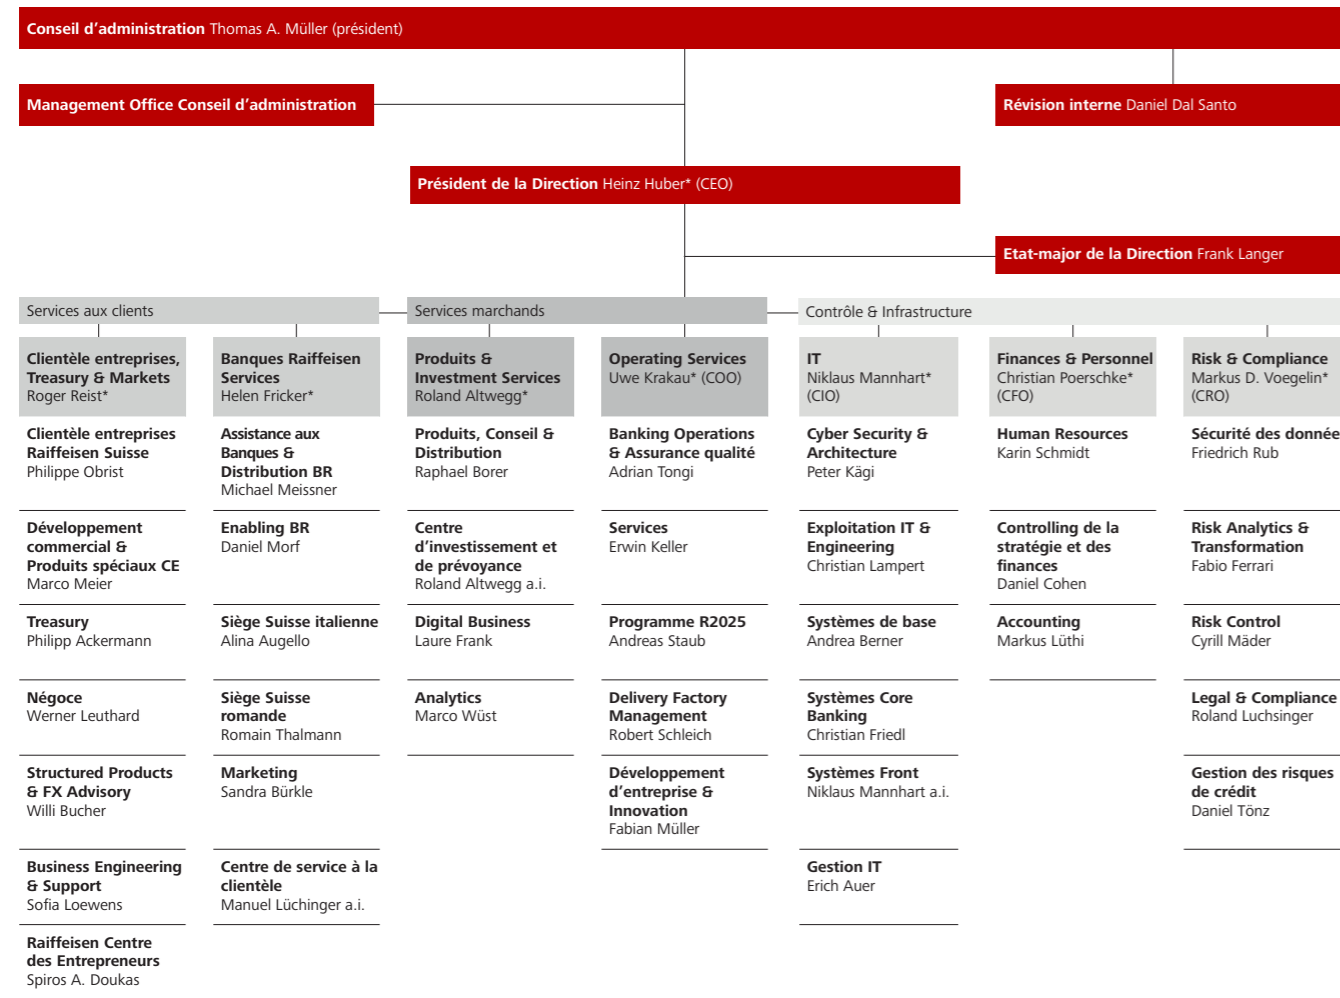 Conseil d’administration Thomas A. Müller (président)
Management Office Conseil d’administration
Révision interne Daniel Dal Santo
Président de la Direction Heinz Huber* (CEO)
Etat-major de la Direction Frank Langer
Services aux clients
Services marchands
Contrôle & Infrastructure
Clientèle entreprises,
Treasury & Markets
Roger Reist*
Clientèle entreprises
Raiffeisen Suisse
Philippe Obrist
Développement
commercial &
Produits spéciaux CE
Marco Meier
Treasury
Philipp Ackermann
Négoce
Werner Leuthard
Structured Products
& FX Advisory
Willi Bucher
Business Engineering
& Support
Sofia Loewens
Raiffeisen Centre
des Entrepreneurs
Spiros A. Doukas
Banques Raiffeisen
Services
Helen Fricker*
Assistance aux
Banques &
Distribution BR
Michael Meissner
Enabling BR
Daniel Morf
Siège Suisse italienne
Alina Augello
Siège Suisse
romande
Romain Thalmann
Marketing
Sandra Bürkle
Centre de service à la
clientèle
Manuel Lüchinger a.i.
Produits &
Investment Services
Roland Altwegg*
Produits, Conseil &
Distribution
Raphael Borer
Centre
d’investissement et
de prévoyance
Roland Altwegg a.i.
Digital Business
Laure Frank
Analytics
Marco Wüst
Operating Services
Uwe Krakau* (COO)
Banking Operations
& Assurance qualité
Adrian Tongi
Services
Erwin Keller
Programme R2025
Andreas Staub
Delivery Factory
Management
Robert Schleich
Développement
d’entreprise &
Innovation
Fabian Müller
IT
Niklaus Mannhart*
(CIO)
Cyber Security &
Architecture
Peter Kägi
Exploitation IT &
Engineering
Christian Lampert
Systèmes de base
Andrea Berner
Systèmes Core
Banking
Christian Friedl
Systèmes Front
Niklaus Mannhart a.i.
Gestion IT
Erich Auer
Finances & Personnel
Christian Poerschke*
(CFO)
Human Resources
Karin Schmidt
Controlling de la
stratégie et des
finances
Daniel Cohen
Accounting
Markus Lüthi
Risk & Compliance
Markus D. Voegelin*
(CRO)
Sécurité des donnée
Friedrich Rub
Risk Analytics &
Transformation
Fabio Ferrari
Risk Control
Cyrill Mäder
Legal & Compliance
Roland Luchsinger
Gestion des risques
de crédit
Daniel Tönz